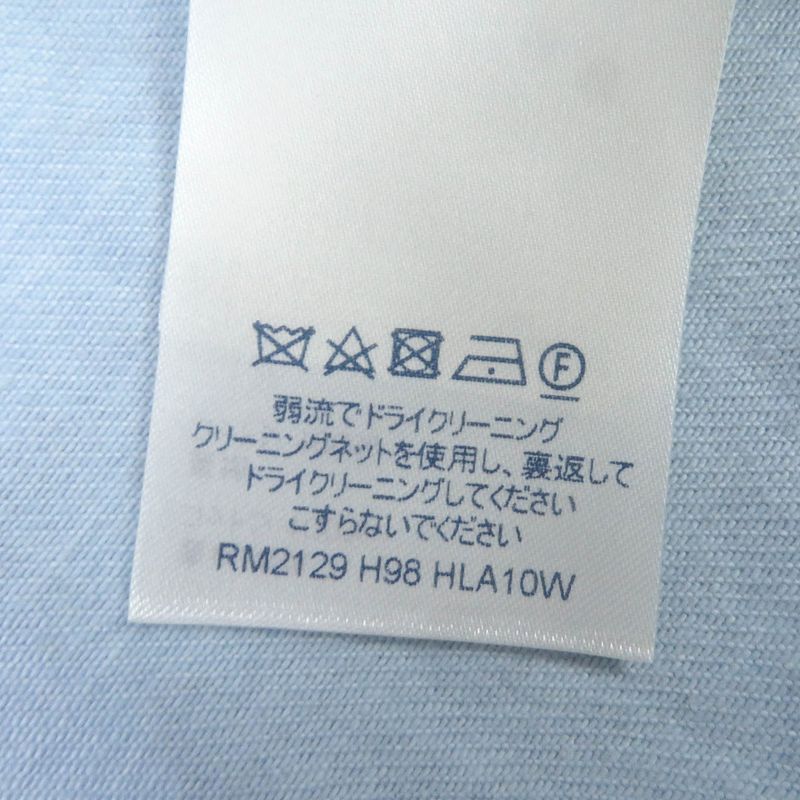 F
弱流でドライクリーニング
クリーニングネットを使用し、裏返して
ドライクリーニングしてください
こすらないでください
RM2129 H98 HLA10W